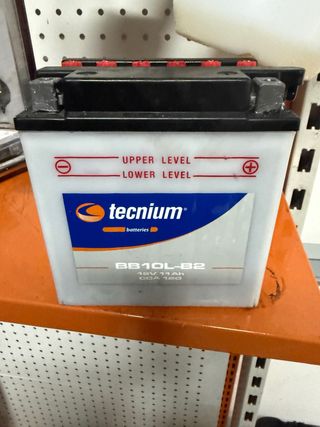 UPPER LEVEL
LOWER LEVEL
tecnium
batteries
BB10L-B2
12V 11Ah
CCA 160